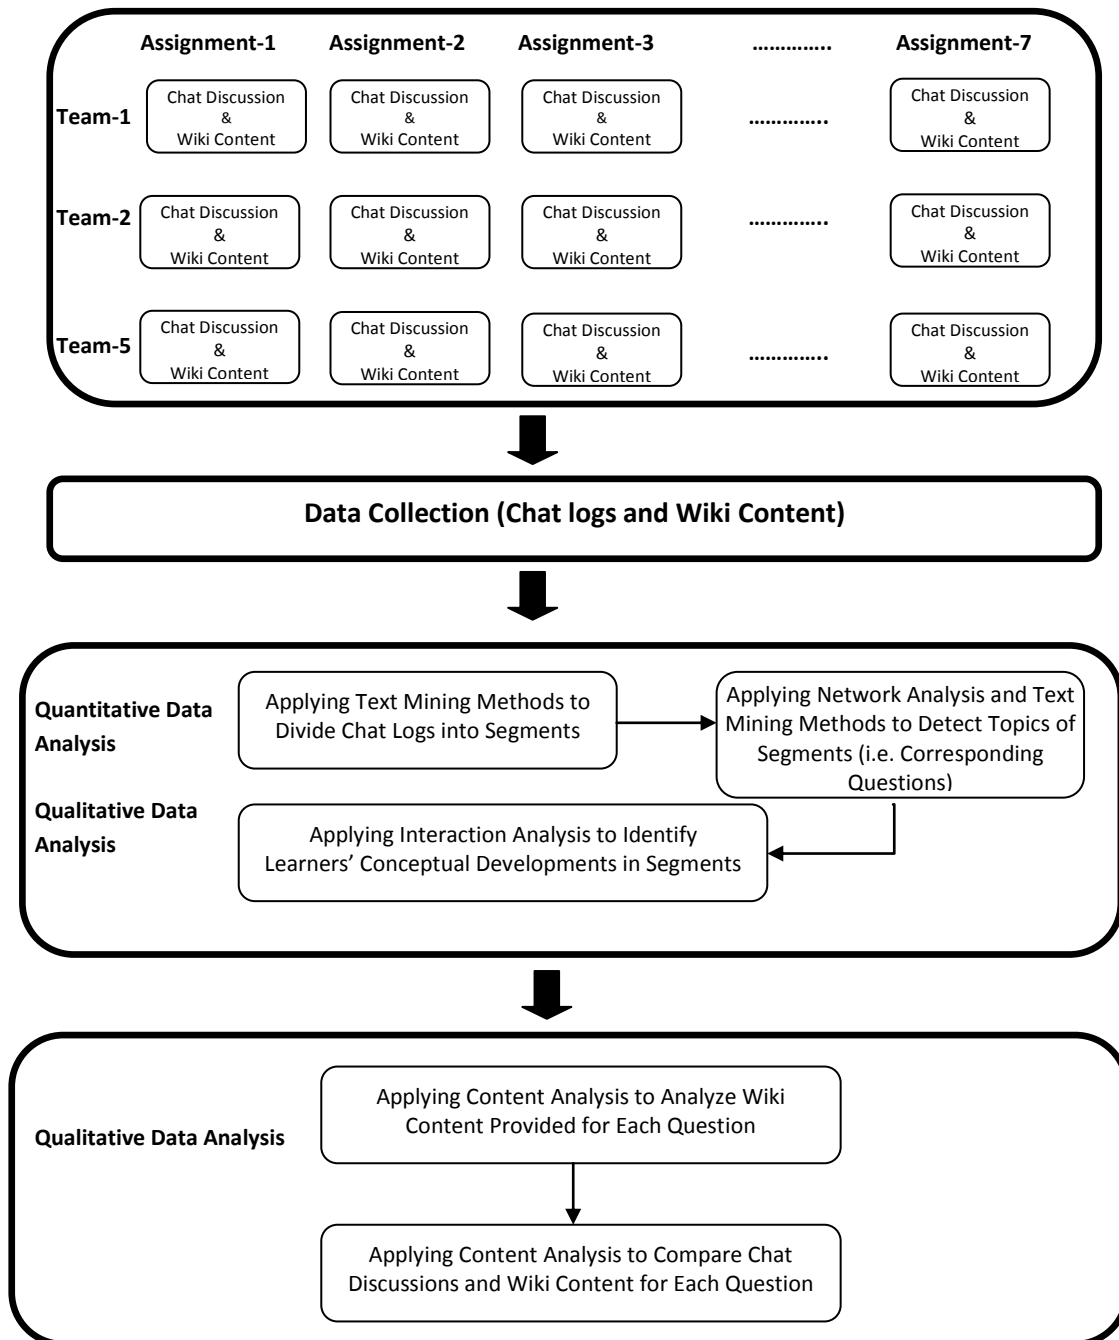 Assignment-1 Assignment-2 Assignment-3 ………….. Assignment-7
Team-1
Chat Discussion
&
Wiki Content
Chat Discussion
&
Wiki Content
Chat Discussion
&
Wiki Content
…………..
Chat Discussion
&
Wiki Content
Team-2
Chat Discussion
&
Wiki Content
Chat Discussion
&
Wiki Content
Chat Discussion
&
Wiki Content
…………..
Chat Discussion
&
Wiki Content
Team-5
Chat Discussion
&
Wiki Content
Chat Discussion
&
Wiki Content
Chat Discussion
&
Wiki Content
…………..
Chat Discussion
&
Wiki Content
Data Collection (Chat logs and Wiki Content)
Quantitative Data
Analysis
Applying Text Mining Methods to
Divide Chat Logs into Segments
Applying Network Analysis and Text
Mining Methods to Detect Topics of
Segments (i.e. Corresponding
Questions)
Qualitative Data
Analysis
Applying Interaction Analysis to Identify
Learners’ Conceptual Developments in Segments
Qualitative Data Analysis
Applying Content Analysis to Analyze Wiki
Content Provided for Each Question
Applying Content Analysis to Compare Chat
Discussions and Wiki Content for Each Question